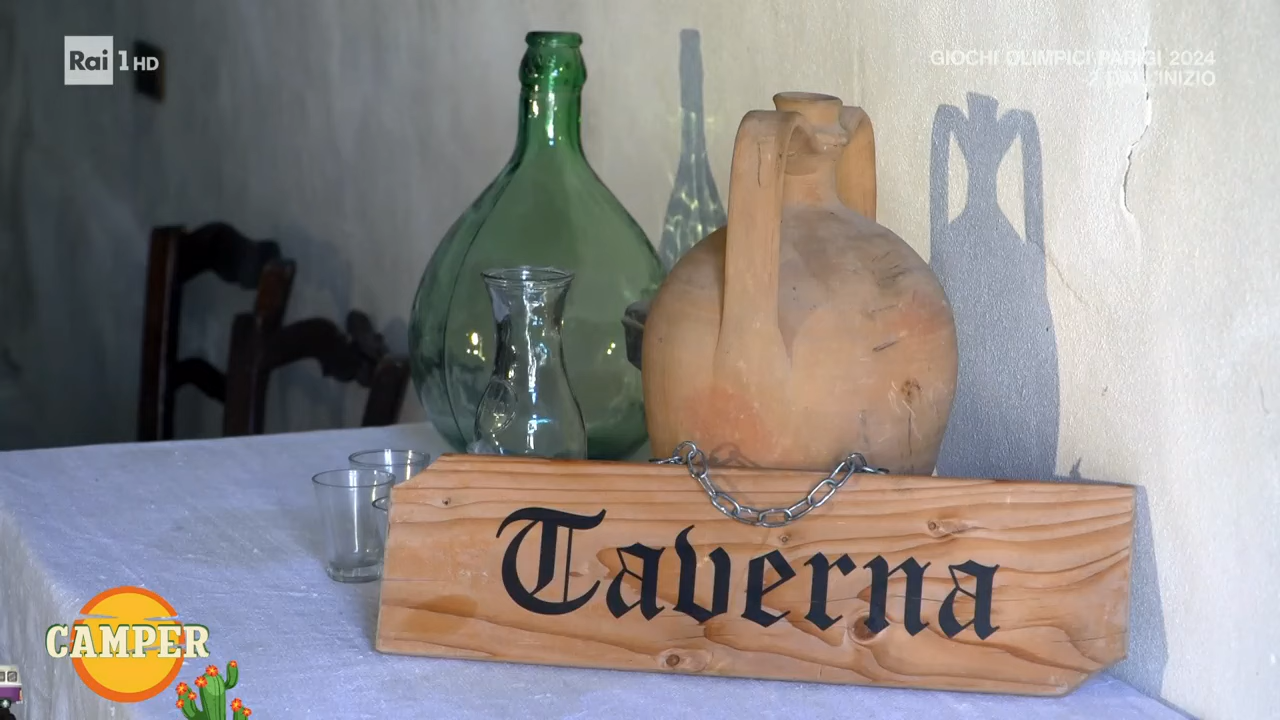 Rai 1 HD
GIOCHI OLIMPICI PARIGI 2024
-2 DALL'INIZIO
Taverna
CAMPER